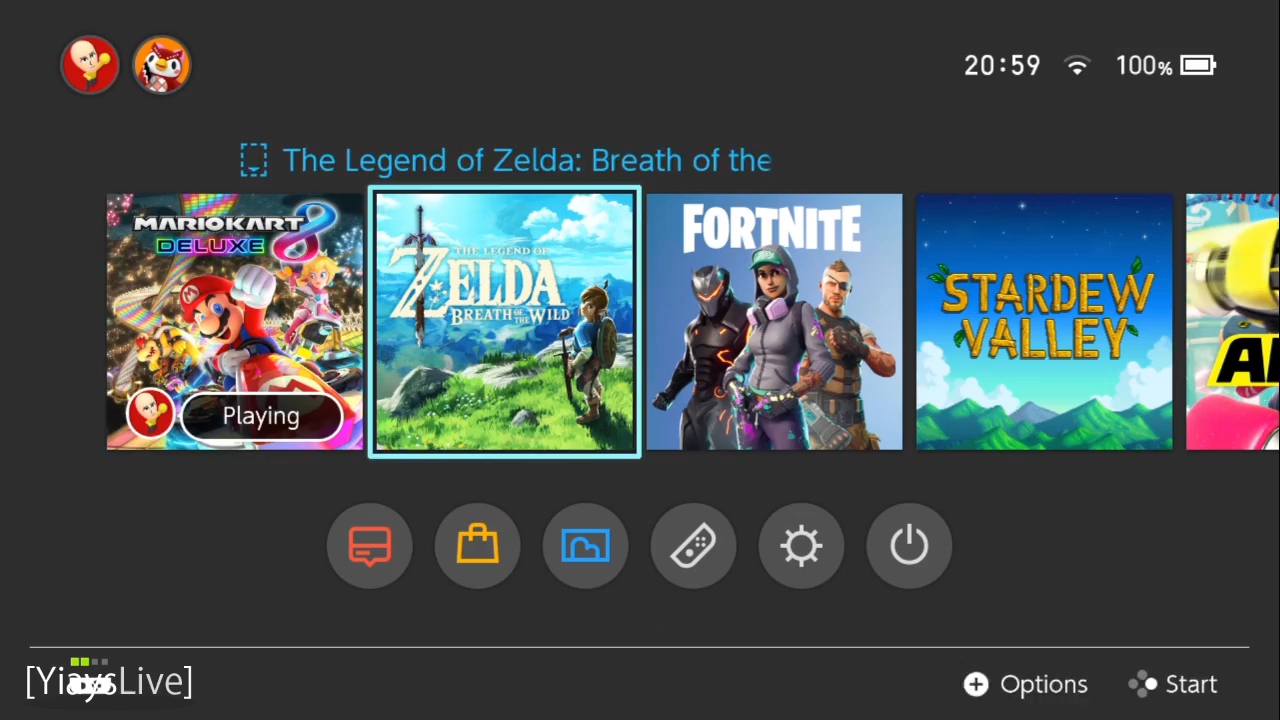 20:59 100%
The Legend of Zelda: Breath of the
MARIOKART 8
DELUXE
THE LEGEND OF
ZELDA
BREATH OF THE WILD
FORTNITE
STARDEW
VALLEY
Playing
[YiaysLive]
Options
Start